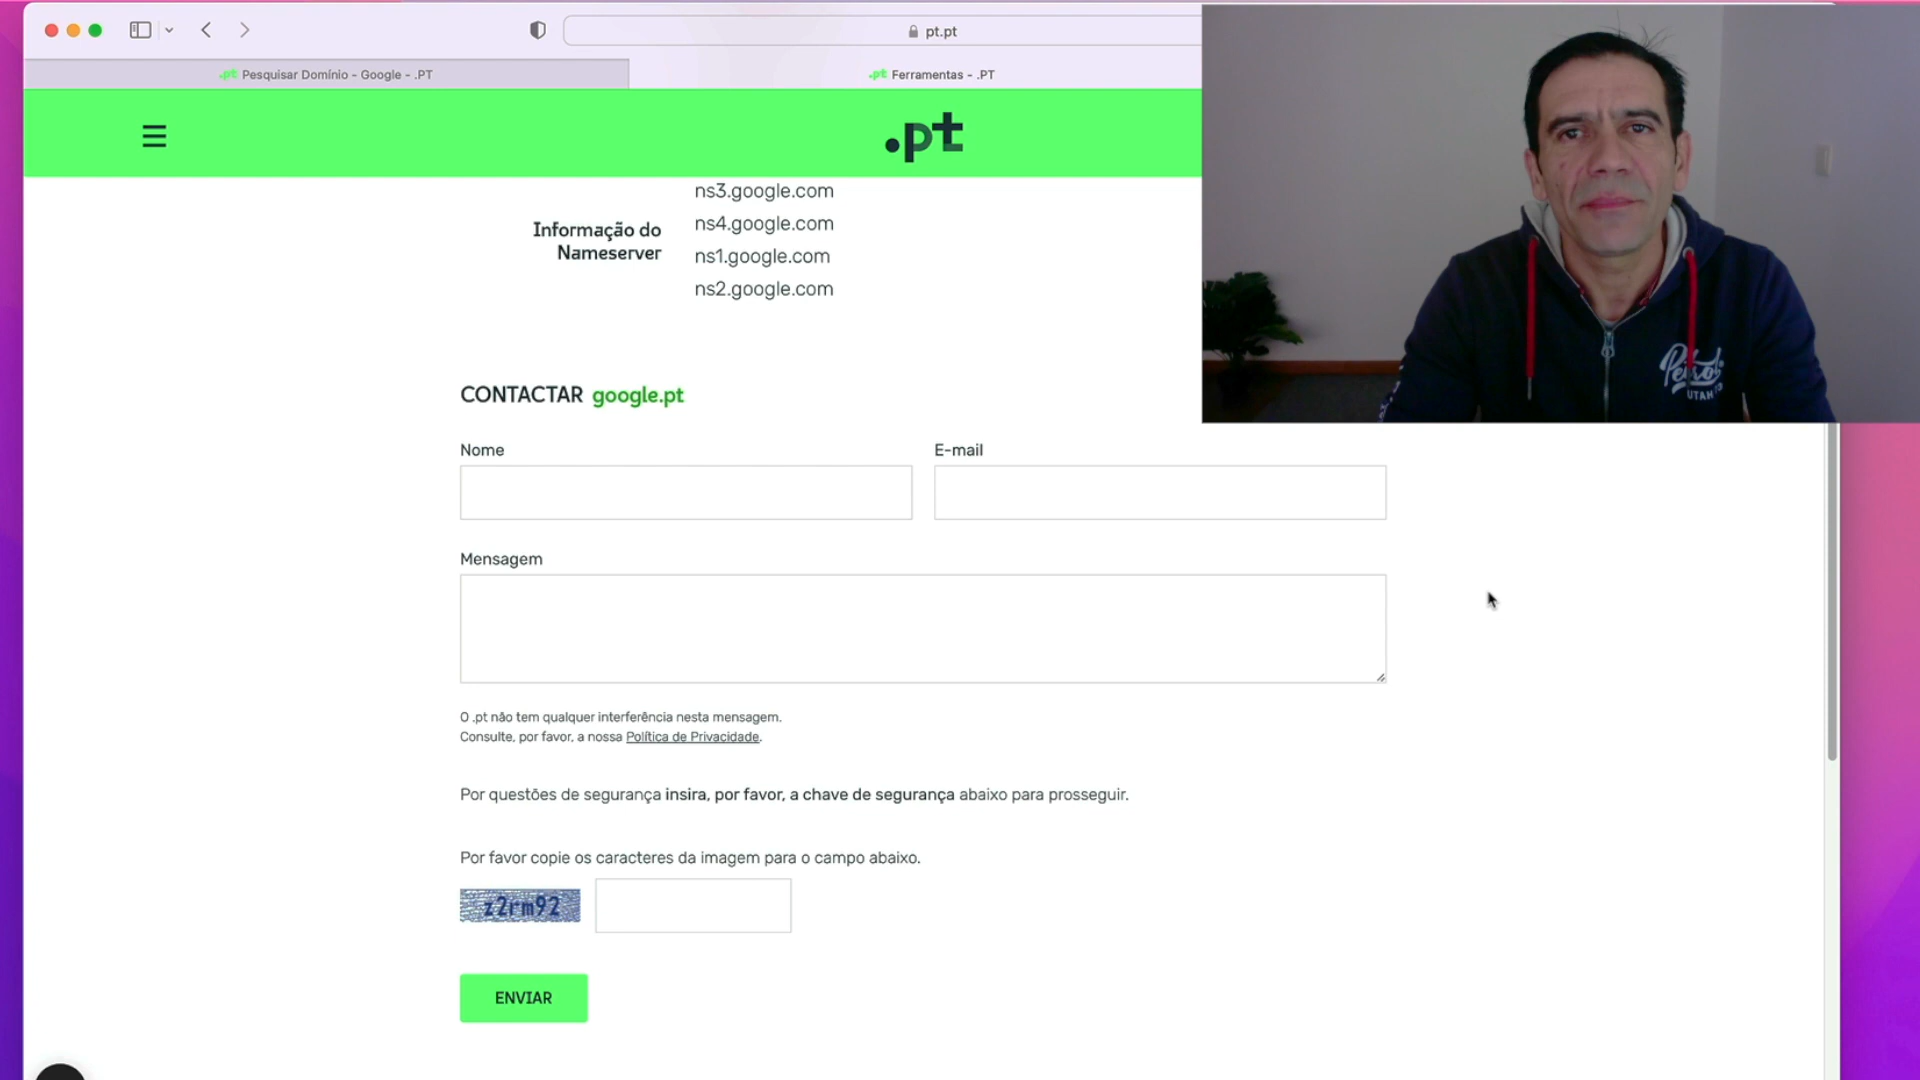 pt.pt
.pt Pesquisar Domínio - Google - .PT
.pt Ferramentas - .PT
.pt
ns3.google.com
Informação do
Nameserver
ns4.google.com
ns1.google.com
ns2.google.com
CONTACTAR google.pt
Nome
E-mail
Mensagem
O .pt não tem qualquer interferência nesta mensagem.
Consulte, por favor, a nossa Política de Privacidade.
Por questões de segurança insira, por favor, a chave de segurança abaixo para prosseguir.
Por favor copie os caracteres da imagem para o campo abaixo.
z2rm92
ENVIAR
UTAH